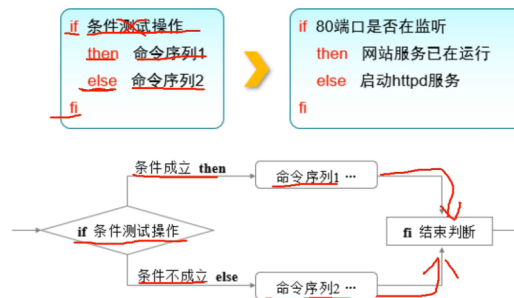 if 条件测试操作
then 命令序列1
else 命令序列2
fi
if 80端口是否在监听
then 网站服务已在运行
else 启动httpd服务
fi
条件成立 then
命令序列1 …
if 条件测试操作
fi 结束判断
条件不成立 else
命令序列2 …